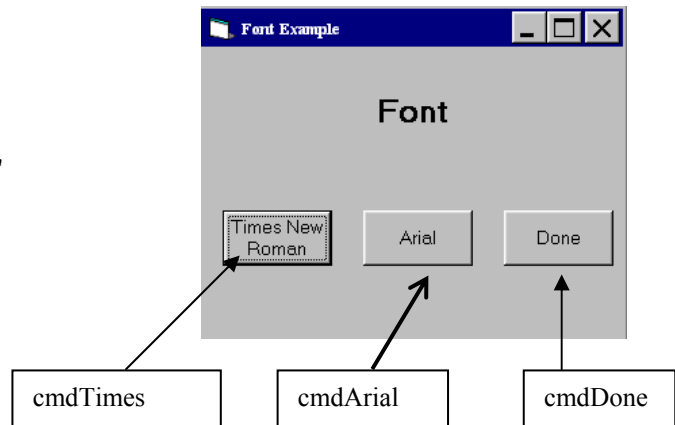 Font Example
Font
Times New
Roman
Arial
Done
cmdTimes
cmdArial
cmdDone